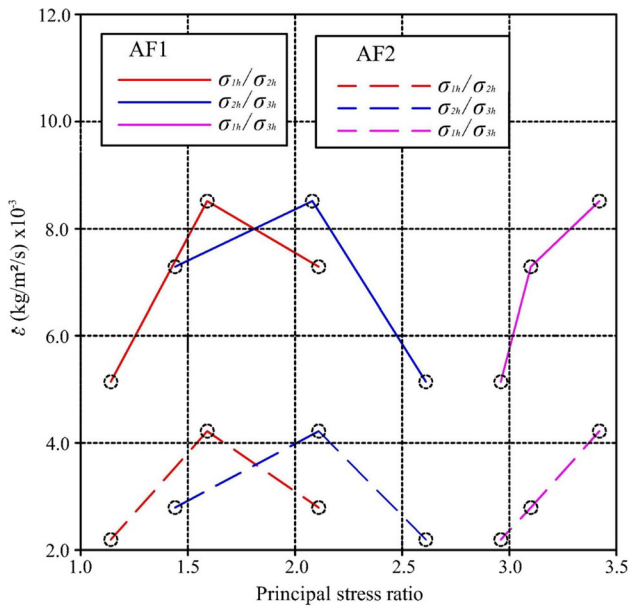 12.0
10.0
8.0
6.0
4.0
2.0
ε̇ (kg/m²/s) x10⁻³
AF1
σ₁ₕ/σ₂ₕ
σ₂ₕ/σ₃ₕ
σ₁ₕ/σ₃ₕ
AF2
σ₁ₕ/σ₂ₕ
σ₂ₕ/σ₃ₕ
σ₁ₕ/σ₃ₕ
1.0 1.5 2.0 2.5 3.0 3.5
Principal stress ratio